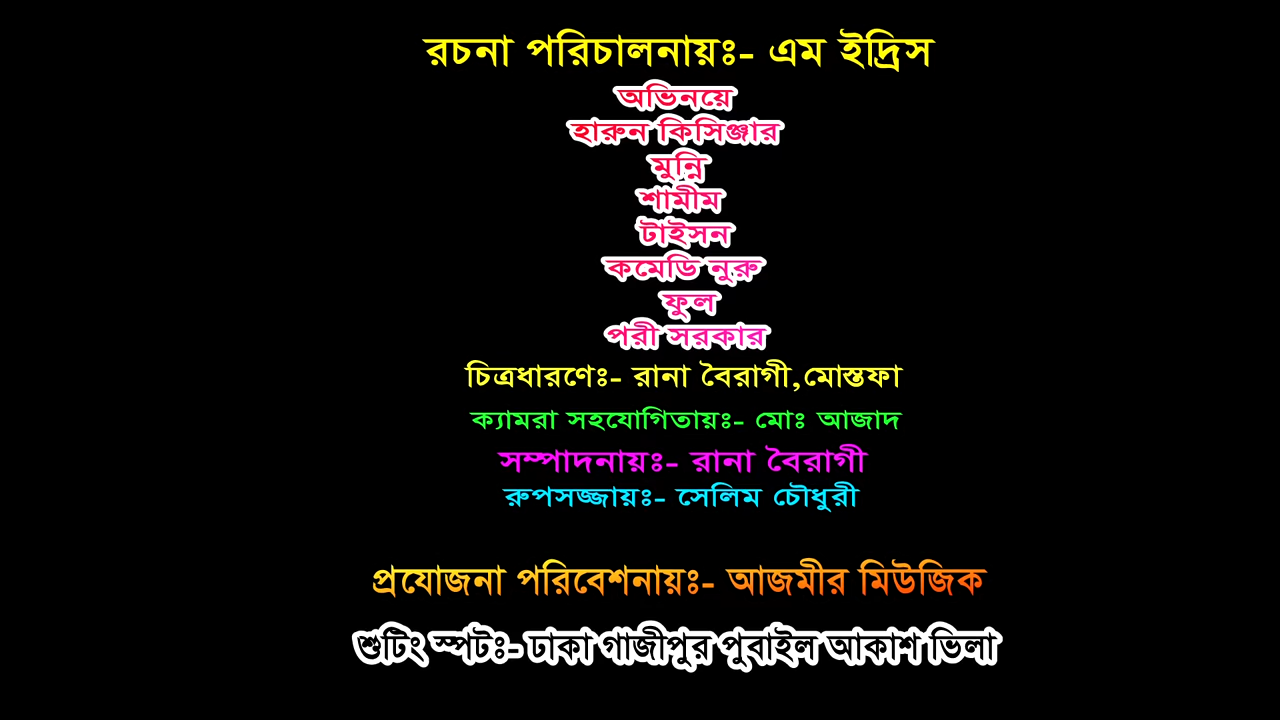 রচনা পরিচালনায়ঃ- এম ইদ্রিস
অভিনয়ে
হারুন কিসিঞ্জার
মুন্নি
শামীম
টাইসন
কমেডি নুরু
ফুল
পরী সরকার
চিত্রধারণেঃ- রানা বৈরাগী,মোস্তফা
ক্যামরা সহযোগিতায়ঃ- মোঃ আজাদ
সম্পাদনায়ঃ- রানা বৈরাগী
রুপসজ্জায়ঃ- সেলিম চৌধুরী
প্রযোজনা পরিবেশনায়ঃ- আজমীর মিউজিক
শুটিং স্পটঃ- ঢাকা গাজীপুর পুবাইল আকাশ ভিলা